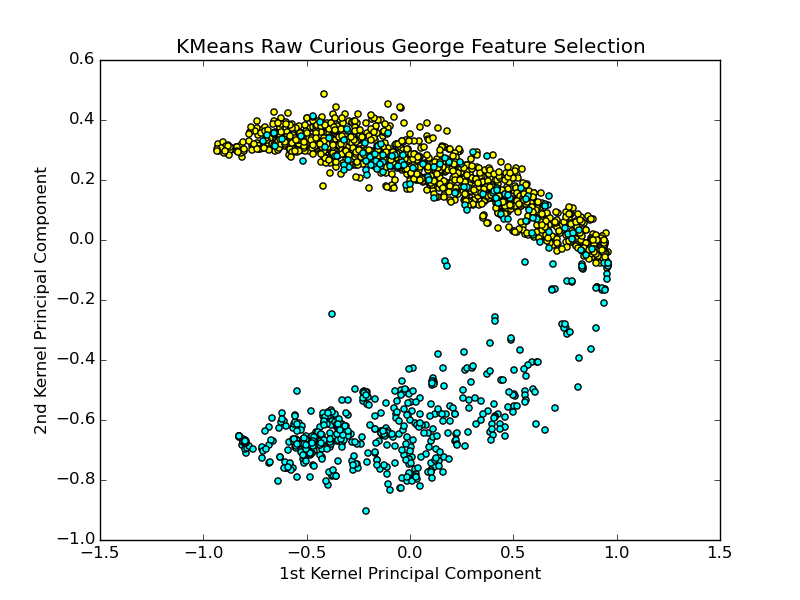 KMeans Raw Curious George Feature Selection
0.6
0.4
0.2
0.0
−0.2
−0.4
−0.6
−0.8
−1.0
2nd Kernel Principal Component
−1.5 −1.0 −0.5 0.0 0.5 1.0 1.5
1st Kernel Principal Component